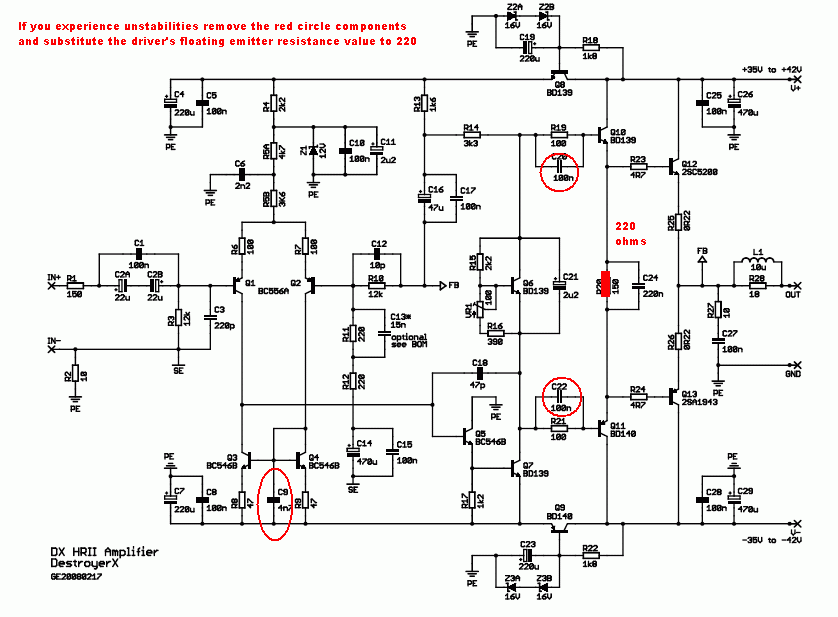 If you experience unstabilities remove the red circle components
and substitute the driver's floating emitter resistance value to 220
Z2A Z2B
16V 16V
PE
C19
220u
R18
1k8
+35V to +42V
V+
Q8
BD139
C4
220u
C5
100n
PE
R4
2k2
R13
1k6
C25
100n
C26
470u
PE
R5A
4k7
Z1
12V
C10
100n
C11
2u2
PE
R14
3k3
R19
100
100n
Q10
BD139
R23
4R7
Q12
2SC5200
C6
2n2
PE
R5B
3K6
C16
47u
C17
100n
R25
0R22
220
ohms
R6
100
R7
100
C1
100n
C12
10p
R15
2k2
FB
L1
10u
IN+
R1
150
C2A
22u
C2B
22u
Q1
Q2
BC556A
R10
12k
FB
Q6
BD139
C21
2u2
150
C24
220n
R28
10
OUT
R3
12k
C3
220p
R11
220
C13*
15n
optional
see BOM
VR1
100
R16
390
R27
10
R26
0R22
C27
100n
IN-
SE
R2
10
PE
R12
220
C18
47p
PE
GND
PE
C22
100n
R24
4R7
Q13
2SA1943
R21
100
Q11
BD140
Q5
BC546B
C14
470u
C15
100n
SE
PE
Q3
BC546B
Q4
BC546B
Q7
BD139
PE
C7
220u
C8
100n
R8
47
C9
4n7
47
R17
1k2
Q9
BD140
C28
100n
C29
470u
V-
-35V to -42V
C23
220u
R22
1k8
PE
Z3A Z3B
16V 16V
DX HRII Amplifier
DestroyerX
GE20080217